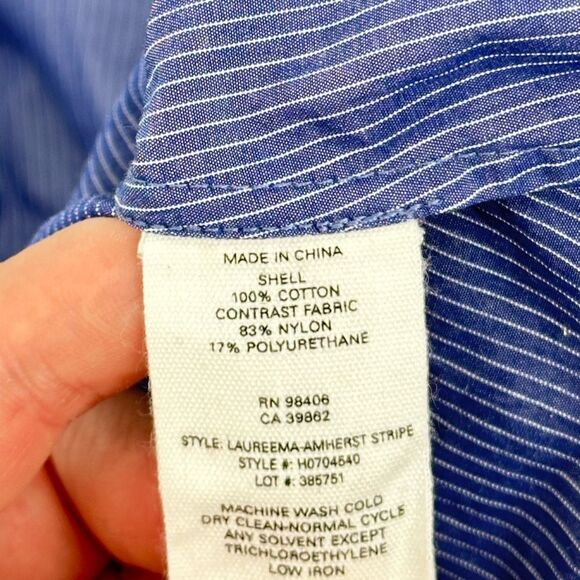 MADE IN CHINA
SHELL
100% COTTON
CONTRAST FABRIC
83% NYLON
17% POLYURETHANE
RN 98406
CA 39862
STYLE: LAUREEMA-AMHERST STRIPE
STYLE #: H0704540
LOT #: 385751
MACHINE WASH COLD
DRY CLEAN-NORMAL CYCLE
ANY SOLVENT EXCEPT
TRICHLOROETHYLENE
LOW IRON